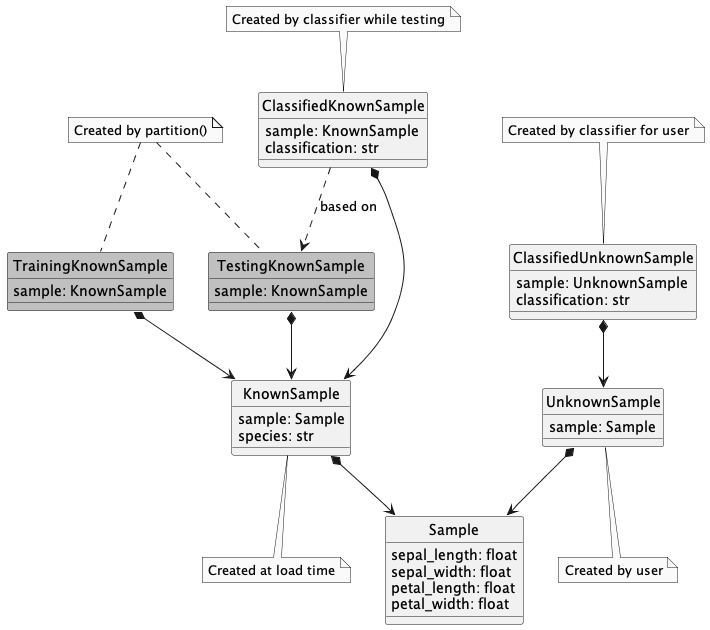 Created by classifier while testing
ClassifiedKnownSample
sample: KnownSample
classification: str
Created by partition()
Created by classifier for user
based on
TrainingKnownSample
sample: KnownSample
TestingKnownSample
sample: KnownSample
ClassifiedUnknownSample
sample: UnknownSample
classification: str
KnownSample
sample: Sample
species: str
UnknownSample
sample: Sample
Sample
sepal_length: float
sepal_width: float
petal_length: float
petal_width: float
Created at load time
Created by user